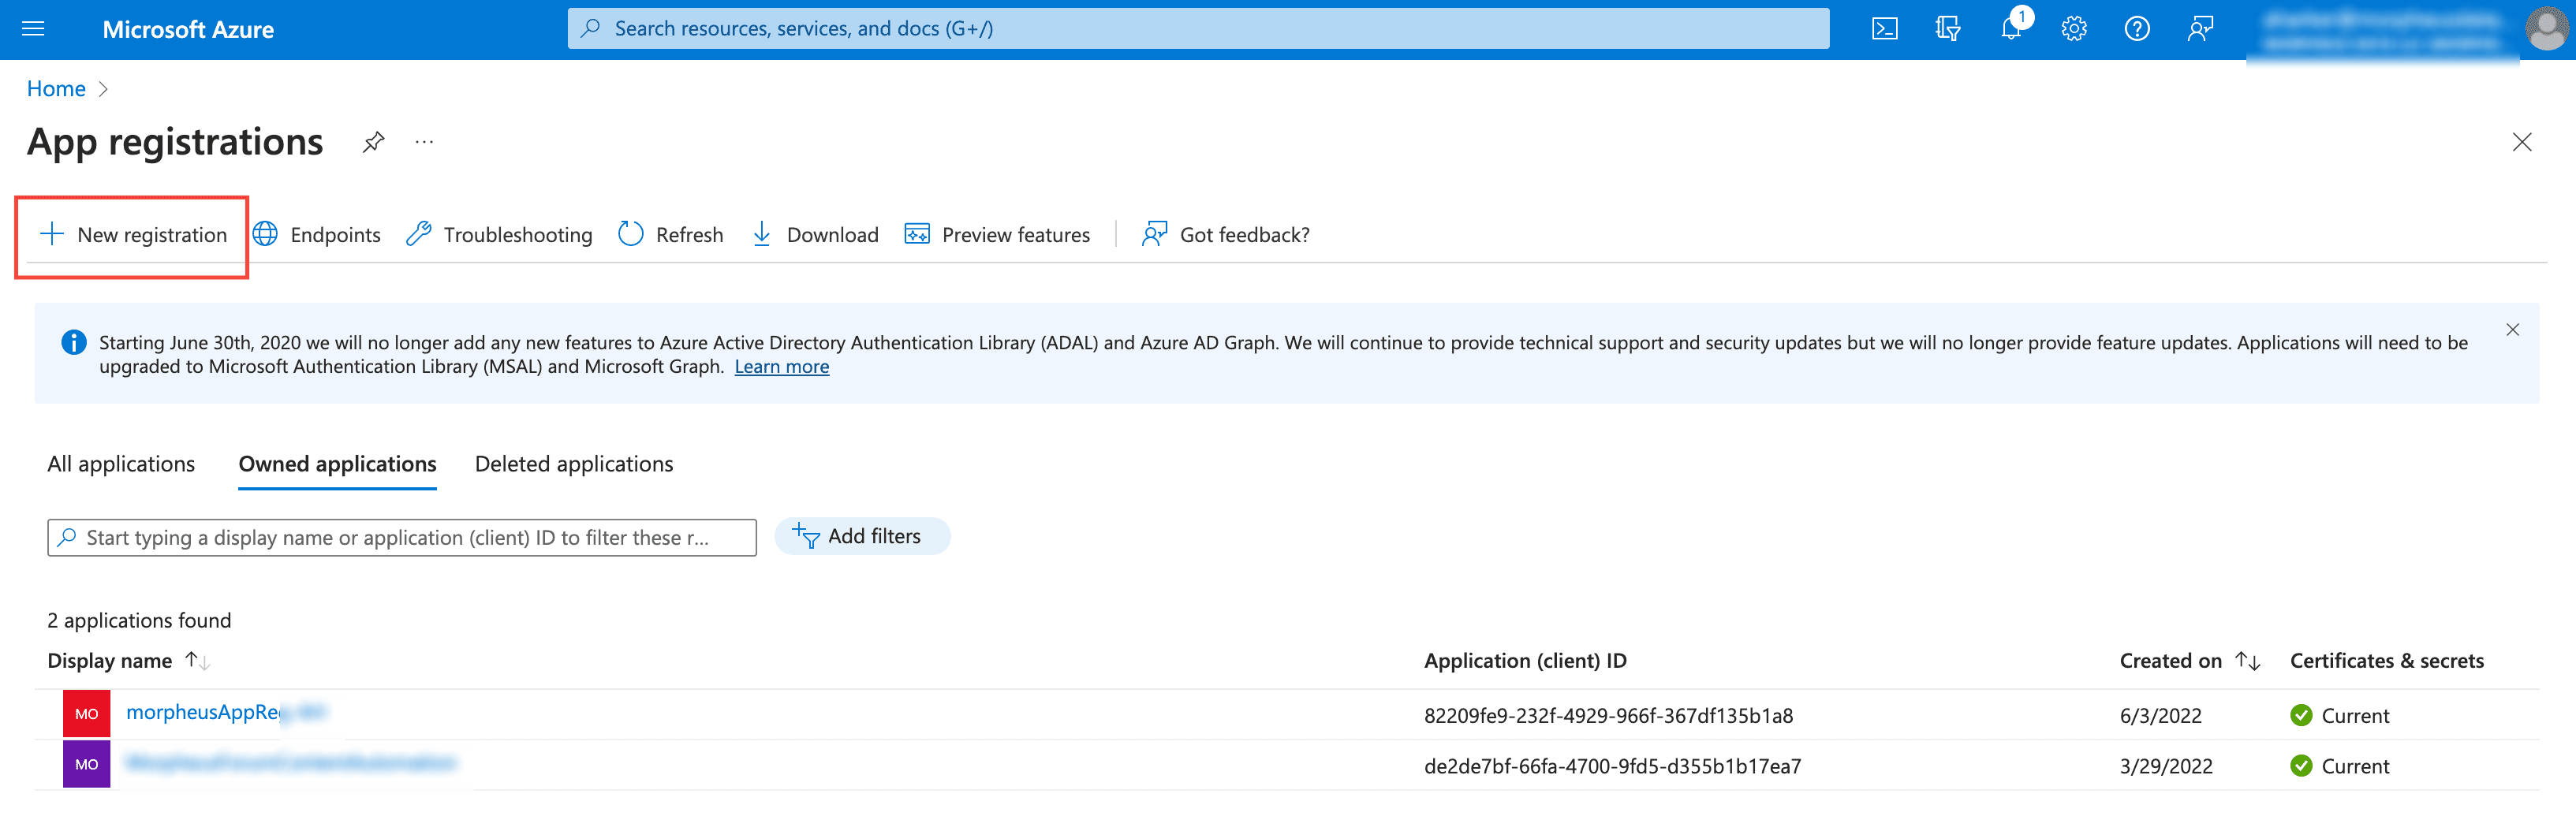 Microsoft Azure
Search resources, services, and docs (G+/)
1
Home
App registrations
New registration
Endpoints
Troubleshooting
Refresh
Download
Preview features
Got feedback?
Starting June 30th, 2020 we will no longer add any new features to Azure Active Directory Authentication Library (ADAL) and Azure AD Graph. We will continue to provide technical support and security updates but we will no longer provide feature updates. Applications will need to be
upgraded to Microsoft Authentication Library (MSAL) and Microsoft Graph. Learn more
All applications
Owned applications
Deleted applications
Start typing a display name or application (client) ID to filter these r...
Add filters
2 applications found
Display name
Application (client) ID
Created on
Certificates & secrets
MO
morpheusAppReg
82209fe9-232f-4929-966f-367df135b1a8
6/3/2022
Current
MO
de2de7bf-66fa-4700-9fd5-d355b1b17ea7
3/29/2022
Current